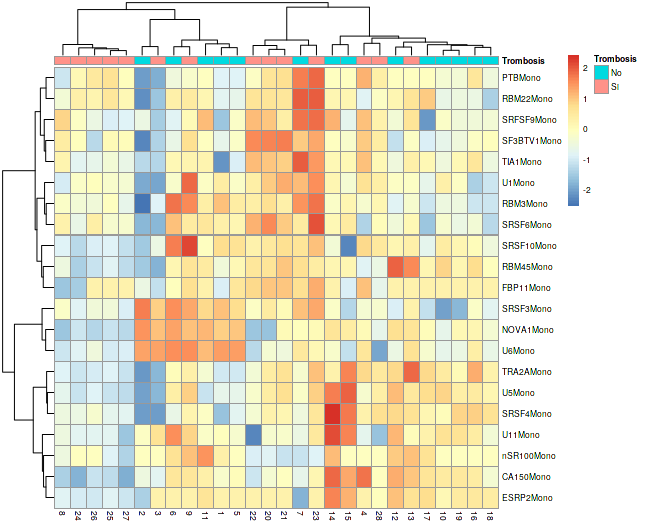 Trombosis
PTBMono
RBM22Mono
SRFSF9Mono
SF3BTV1Mono
TIA1Mono
U1Mono
RBM3Mono
SRSF6Mono
SRSF10Mono
RBM45Mono
FBP11Mono
SRSF3Mono
NOVA1Mono
U6Mono
TRA2AMono
U5Mono
SRSF4Mono
U11Mono
nSR100Mono
CA150Mono
ESRP2Mono
8 24 26 25 27 2 3 6 9 11 1 5 22 20 21 7 23 14 15 4 28 12 13 17 10 19 16 18
2
1
0
-1
-2
Trombosis
No
SI